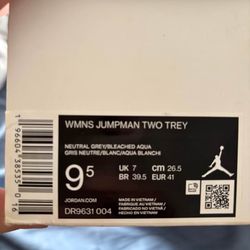 WMNS JUMPMAN TWO TREY
NEUTRAL GREY/BLEACHED AQUA
GRIS NEUTRE/BLANC/AQUA BLANCHI
9.5
UK 7
cm 26.5
BR 39.5
EUR 41
JORDAN.COM
DR9631 004
MADE IN VIETNAM /
FABRIQUÉ AU VIETNAM /
FABRICADO EN VIETNAM /
FABRICADO NO VIETNÃ